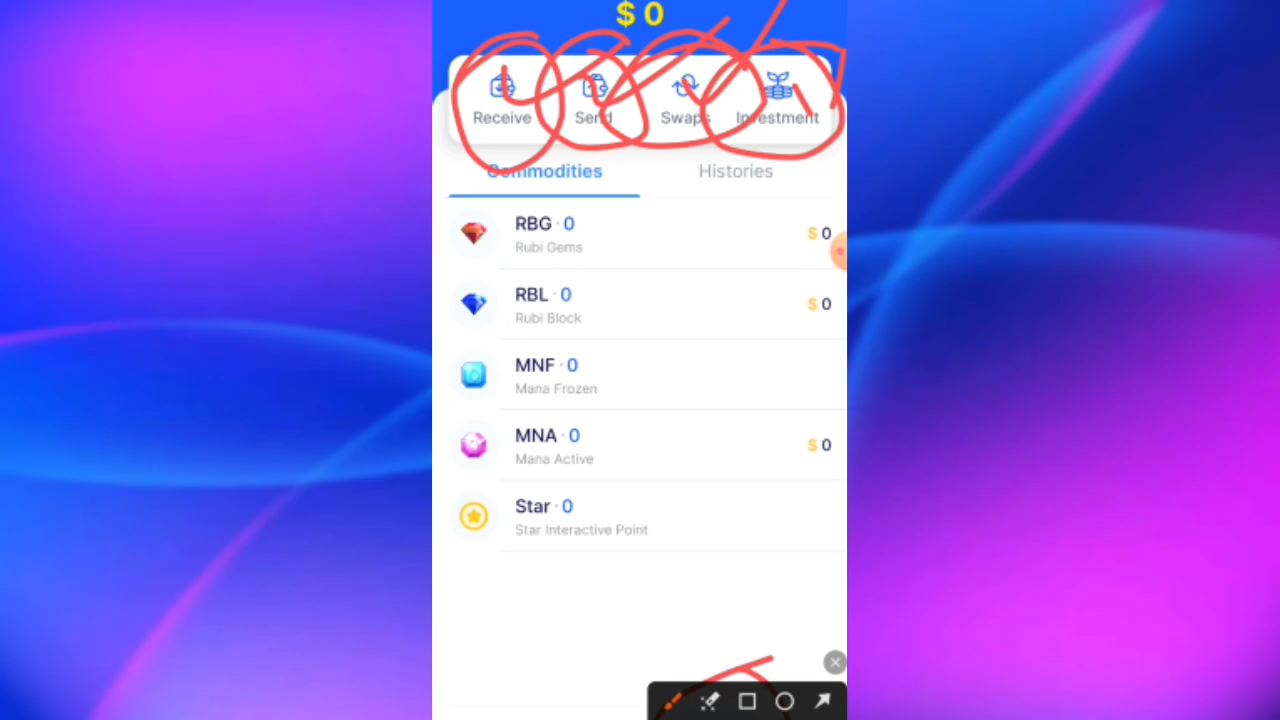 $ 0
Receive Send Swaps Investment
Commodities Histories
RBG · 0 $ 0
Rubi Gems
RBL · 0 $ 0
Rubi Block
MNF · 0
Mana Frozen
MNA · 0 $ 0
Mana Active
Star · 0
Star Interactive Point